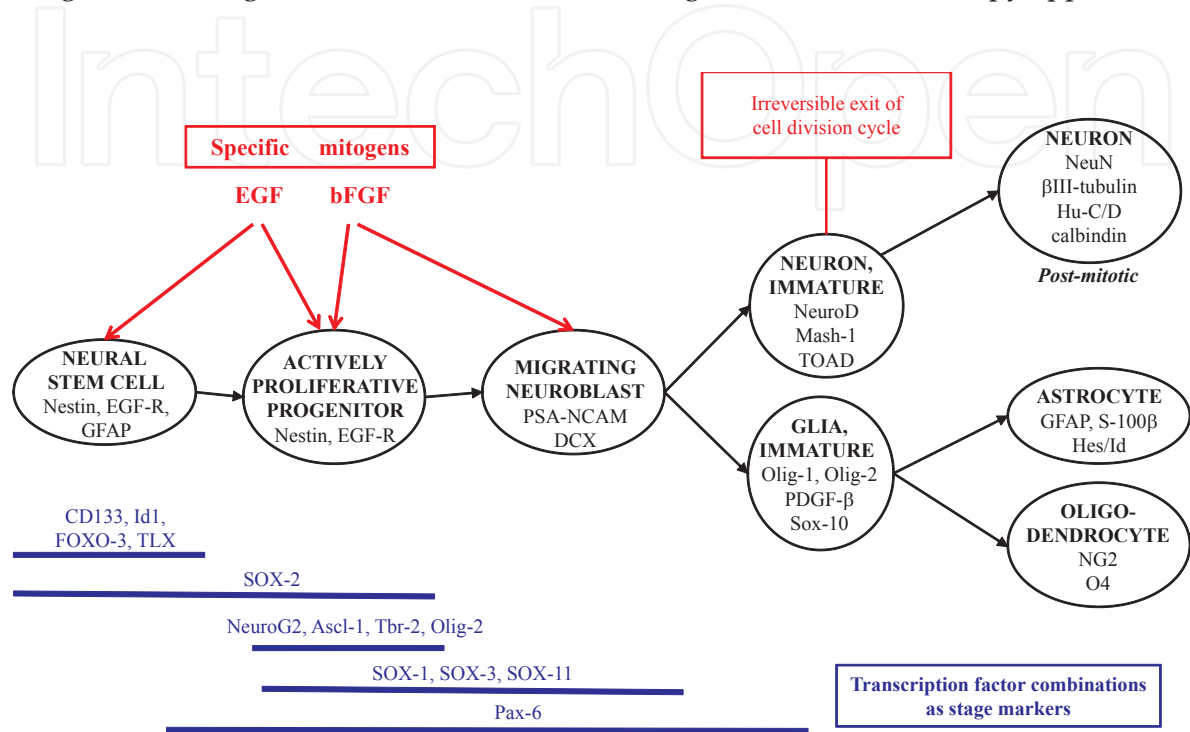 IntechOpen
Specific mitogens
EGF bFGF
Irreversible exit of
cell division cycle
NEURON
NeuN
βIII-tubulin
Hu-C/D
calbindin
Post-mitotic
NEURON,
IMMATURE
NeuroD
Mash-1
TOAD
NEURAL
STEM CELL
Nestin, EGF-R,
GFAP
ACTIVELY
PROLIFERATIVE
PROGENITOR
Nestin, EGF-R
MIGRATING
NEUROBLAST
PSA-NCAM
DCX
GLIA,
IMMATURE
Olig-1, Olig-2
PDGF-β
Sox-10
ASTROCYTE
GFAP, S-100β
Hes/Id
OLIGO-
DENDROCYTE
NG2
O4
CD133, Id1,
FOXO-3, TLX
SOX-2
NeuroG2, Ascl-1, Tbr-2, Olig-2
SOX-1, SOX-3, SOX-11
Pax-6
Transcription factor combinations
as stage markers